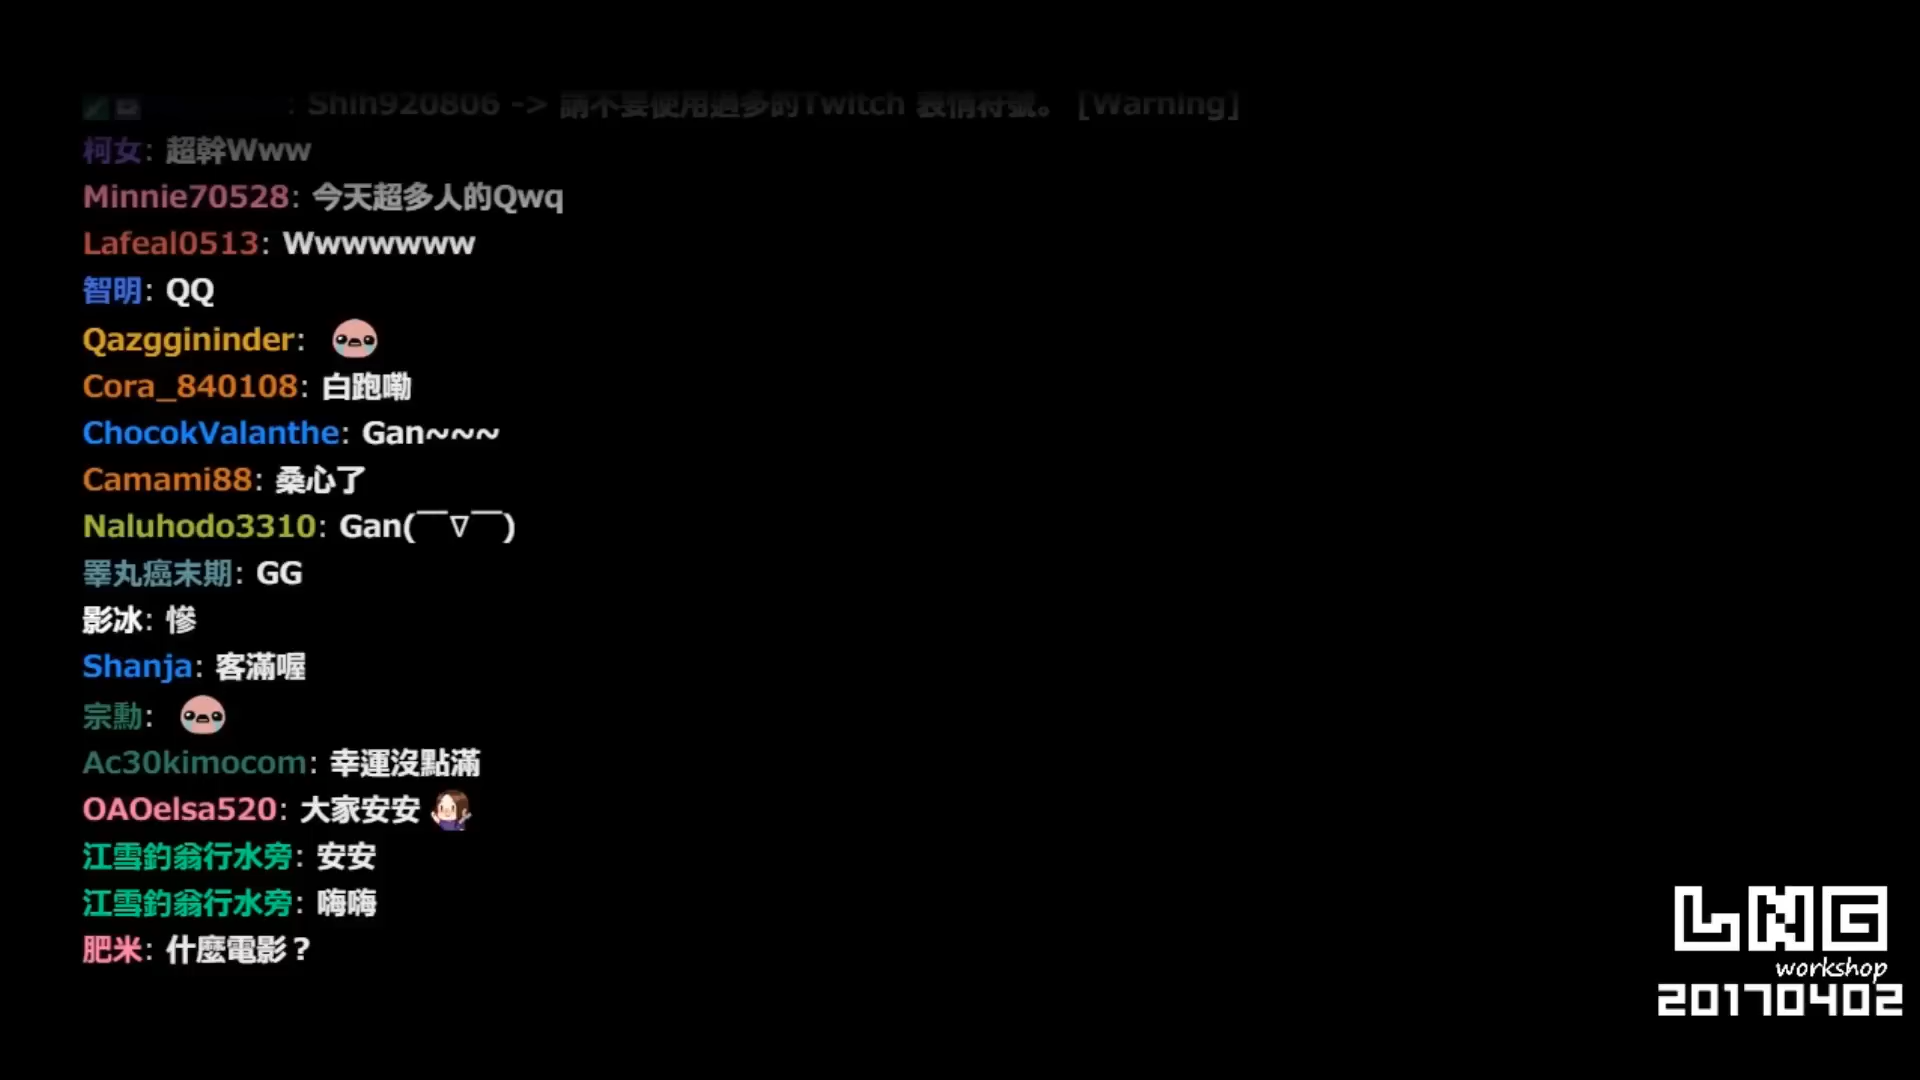 : Shih920806 -> 請不要使用過多的Twitch 表情符號。 [Warning]
柯女: 超幹Www
Minnie70528: 今天超多人的Qwq
Lafeal0513: Wwwwwww
智明: QQ
Qazggininder:
Cora_840108: 白跑嘞
ChocokValanthe: Gan~~~
Camami88: 桑心了
Naluhodo3310: Gan(￣▽￣)
睪丸癌末期: GG
影冰: 慘
Shanja: 客滿喔
宗勳:
Ac30kimocom: 幸運沒點滿
OAOelsa520: 大家安安
江雪釣翁行水旁: 安安
江雪釣翁行水旁: 嗨嗨
肥米: 什麼電影？
LNG
workshop
20170402